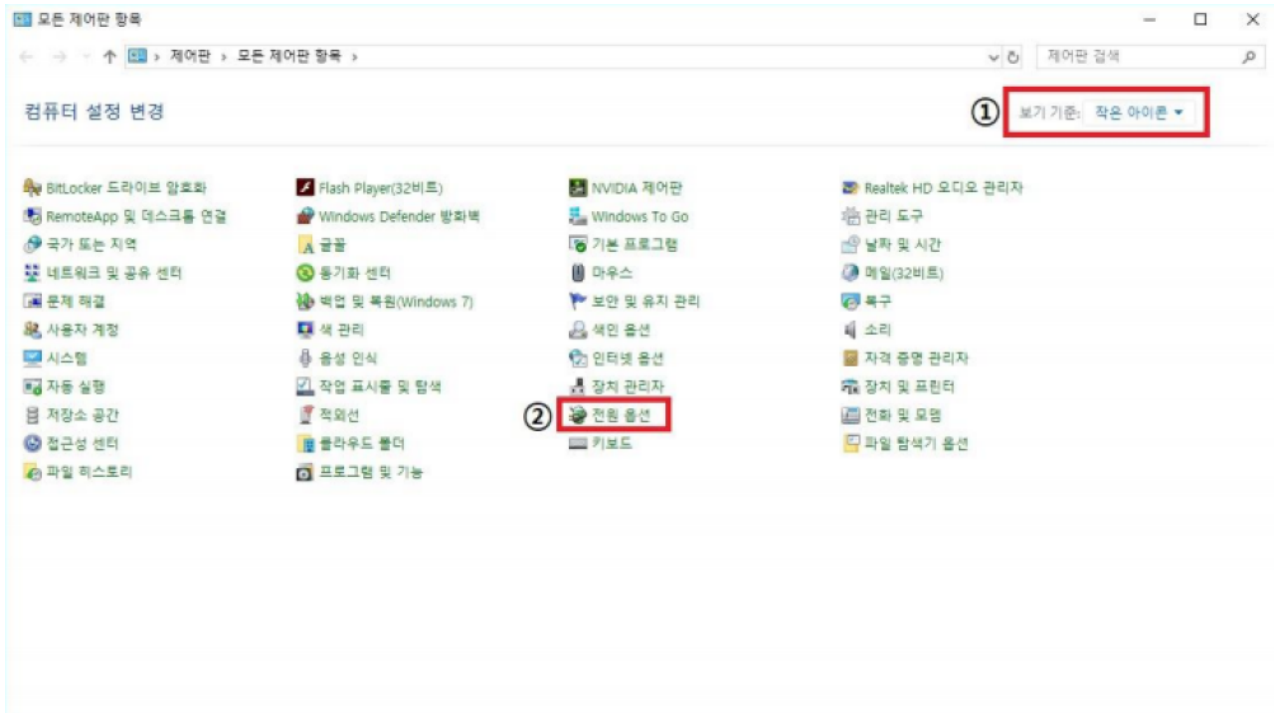 모든 제어판 항목
제어판 › 모든 제어판 항목 › 제어판 검색
컴퓨터 설정 변경 ① 보기 기준: 작은 아이콘
BitLocker 드라이브 암호화 Flash Player(32비트) NVIDIA 제어판 Realtek HD 오디오 관리자
RemoteApp 및 데스크톱 연결 Windows Defender 방화벽 Windows To Go 관리 도구
국가 또는 지역 글꼴 기본 프로그램 날짜 및 시간
네트워크 및 공유 센터 동기화 센터 마우스 메일(32비트)
문제 해결 백업 및 복원(Windows 7) 보안 및 유지 관리 복구
사용자 계정 색 관리 색인 옵션 소리
시스템 음성 인식 인터넷 옵션 자격 증명 관리자
자동 실행 작업 표시줄 및 탐색 장치 관리자 장치 및 프린터
저장소 공간 적외선 ② 전원 옵션 전화 및 모뎀
접근성 센터 클라우드 폴더 키보드 파일 탐색기 옵션
파일 히스토리 프로그램 및 기능